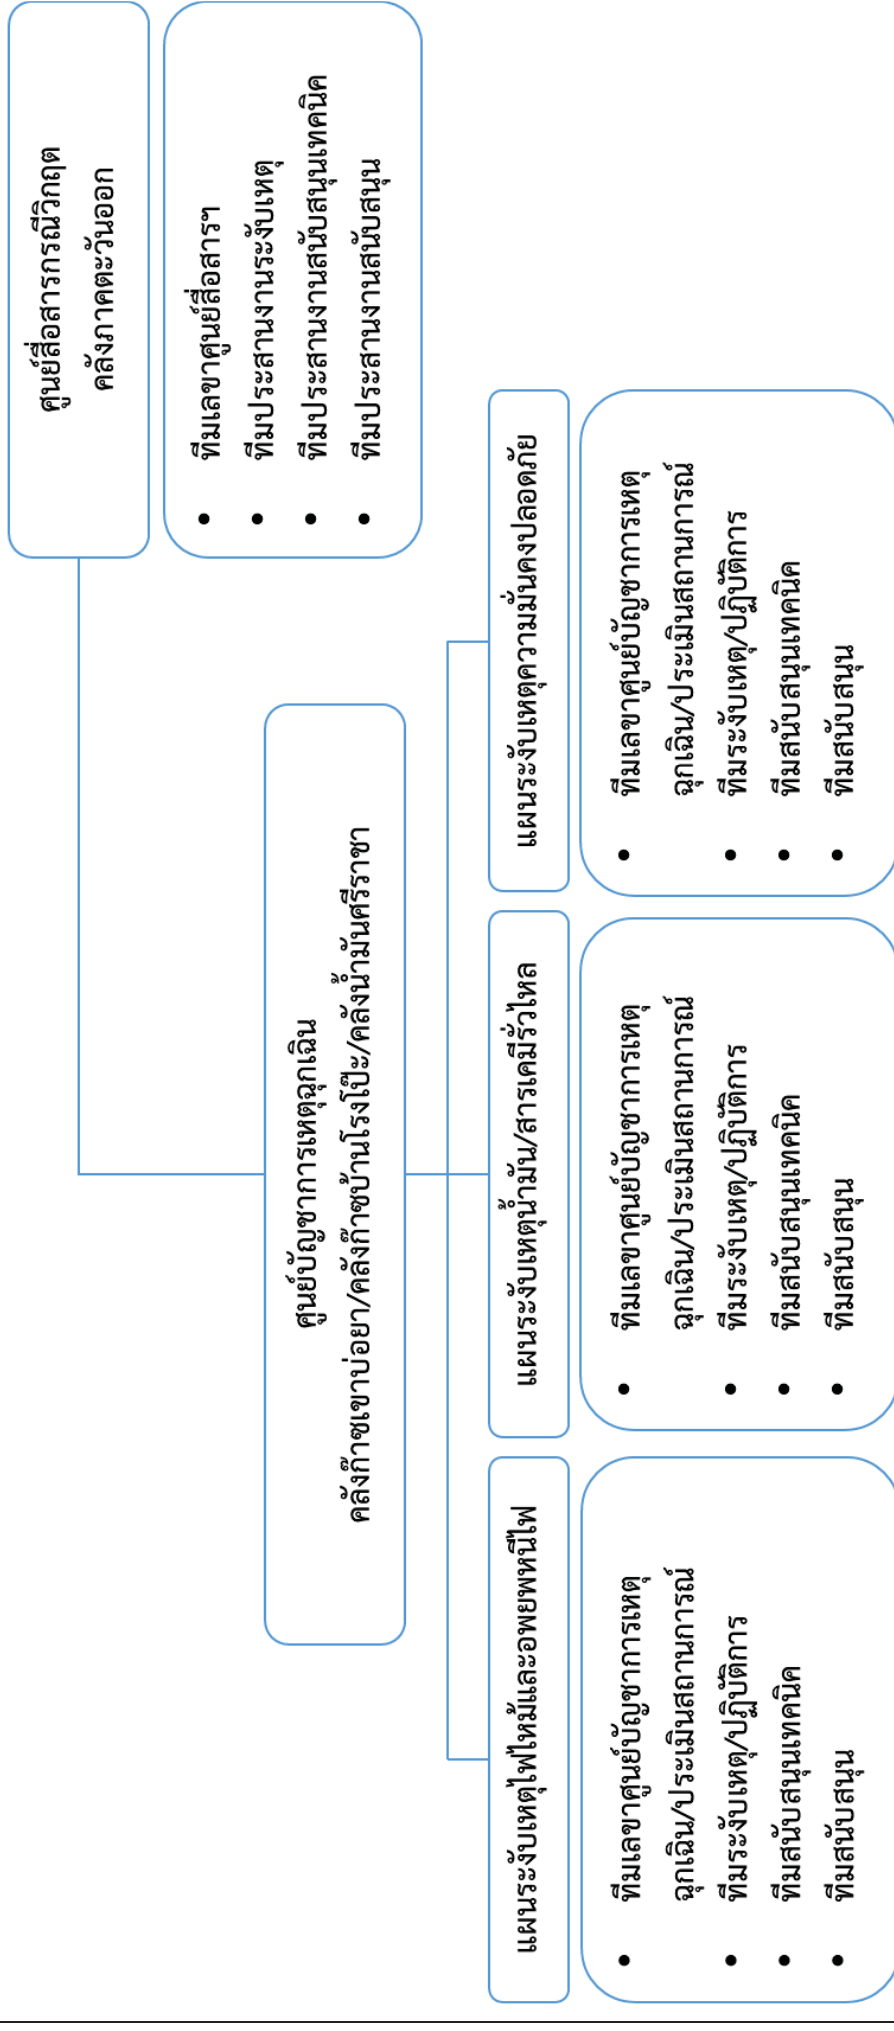 ศูนย์สื่อสารกรณีวิกฤต
คลังภาคตะวันออก
• ทีมเลขาศูนย์สื่อสารฯ
• ทีมประสานงานระงับเหตุ
• ทีมประสานงานสนับสนุนเทคนิค
• ทีมประสานงานสนับสนุน
ศูนย์บัญชาการเหตุฉุกเฉิน
คลังก๊าซเขาบ่อยา/คลังก๊าซบ้านโรงโป๊ะ/คลังน้ำมันศรีราชา
แผนระงับเหตุไฟไหม้และอพยพหนีไฟ
• ทีมเลขาศูนย์บัญชาการเหตุ
ฉุกเฉิน/ประเมินสถานการณ์
• ทีมระงับเหตุ/ปฏิบัติการ
• ทีมสนับสนุนเทคนิค
• ทีมสนับสนุน
แผนระงับเหตุน้ำมัน/สารเคมีรั่วไหล
• ทีมเลขาศูนย์บัญชาการเหตุ
ฉุกเฉิน/ประเมินสถานการณ์
• ทีมระงับเหตุ/ปฏิบัติการ
• ทีมสนับสนุนเทคนิค
• ทีมสนับสนุน
แผนระงับเหตุความมั่นคงปลอดภัย
• ทีมเลขาศูนย์บัญชาการเหตุ
ฉุกเฉิน/ประเมินสถานการณ์
• ทีมระงับเหตุ/ปฏิบัติการ
• ทีมสนับสนุนเทคนิค
• ทีมสนับสนุน